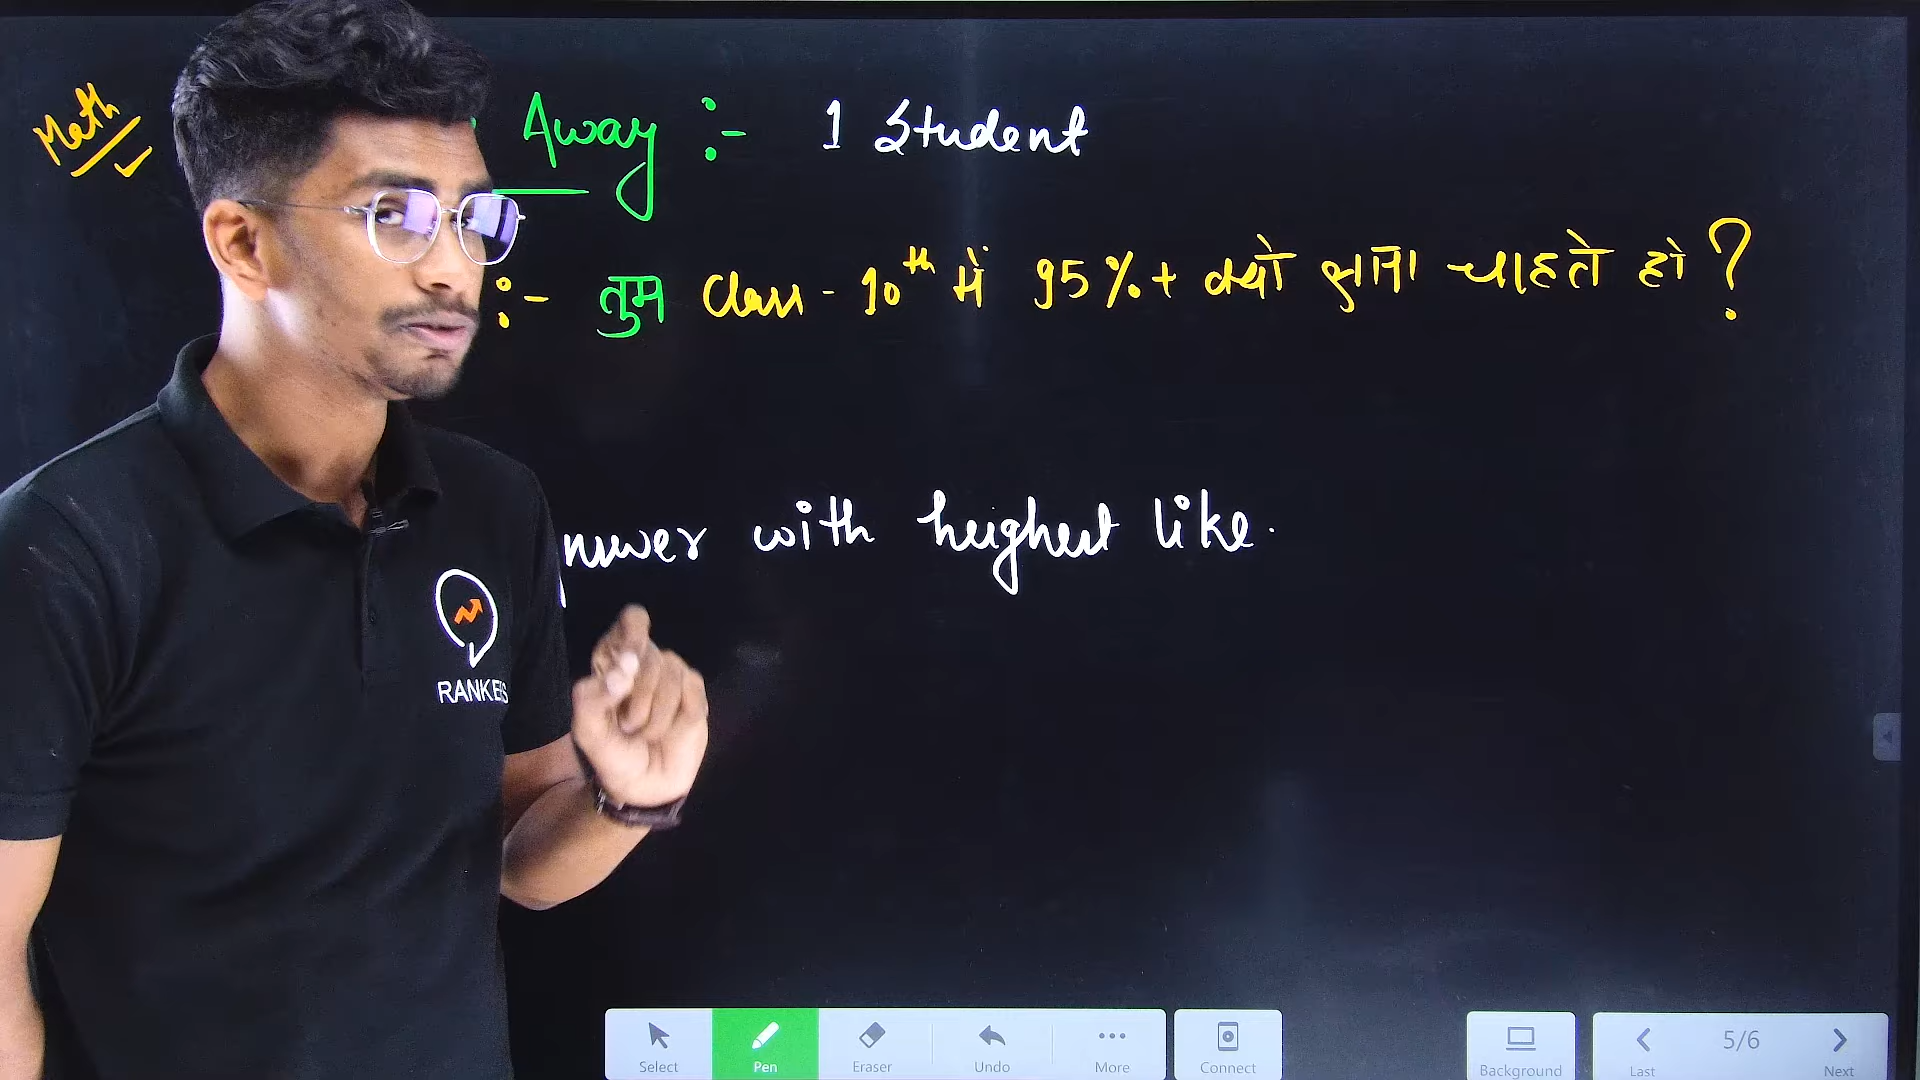 Math
Away :- 1 Student
:- तुम Class - 10th में 95%+ क्यों लाना चाहते हो ?
nswer with heighest like.
RANKERS
Select
Pen
Eraser
Undo
More
Connect
Background
Last
5/6
Next